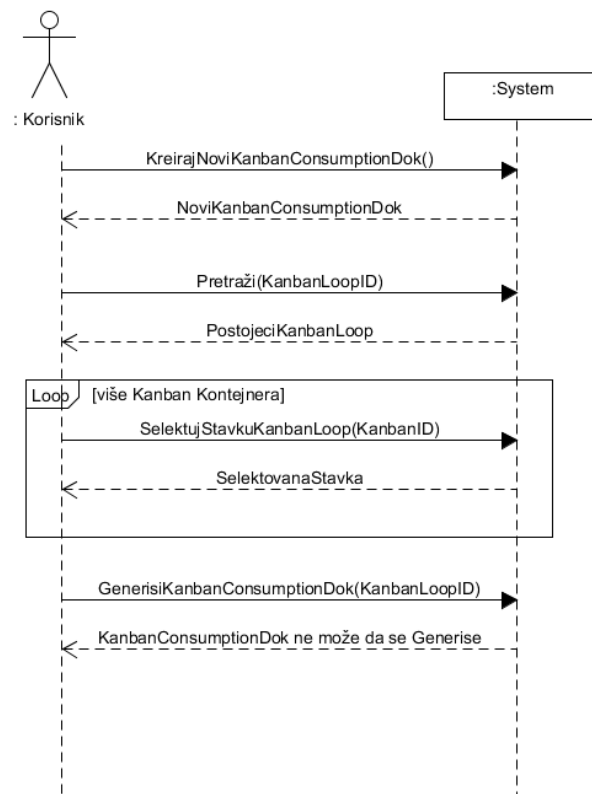 : Korisnik
:System
KreirajNoviKanbanConsumptionDok()
NoviKanbanConsumptionDok
Pretraži(KanbanLoopID)
PostojeciKanbanLoop
Loop [više Kanban Kontejnera]
SelektujStavkuKanbanLoop(KanbanID)
SelektovanaStavka
GenerisiKanbanConsumptionDok(KanbanLoopID)
KanbanConsumptionDok ne može da se Generise